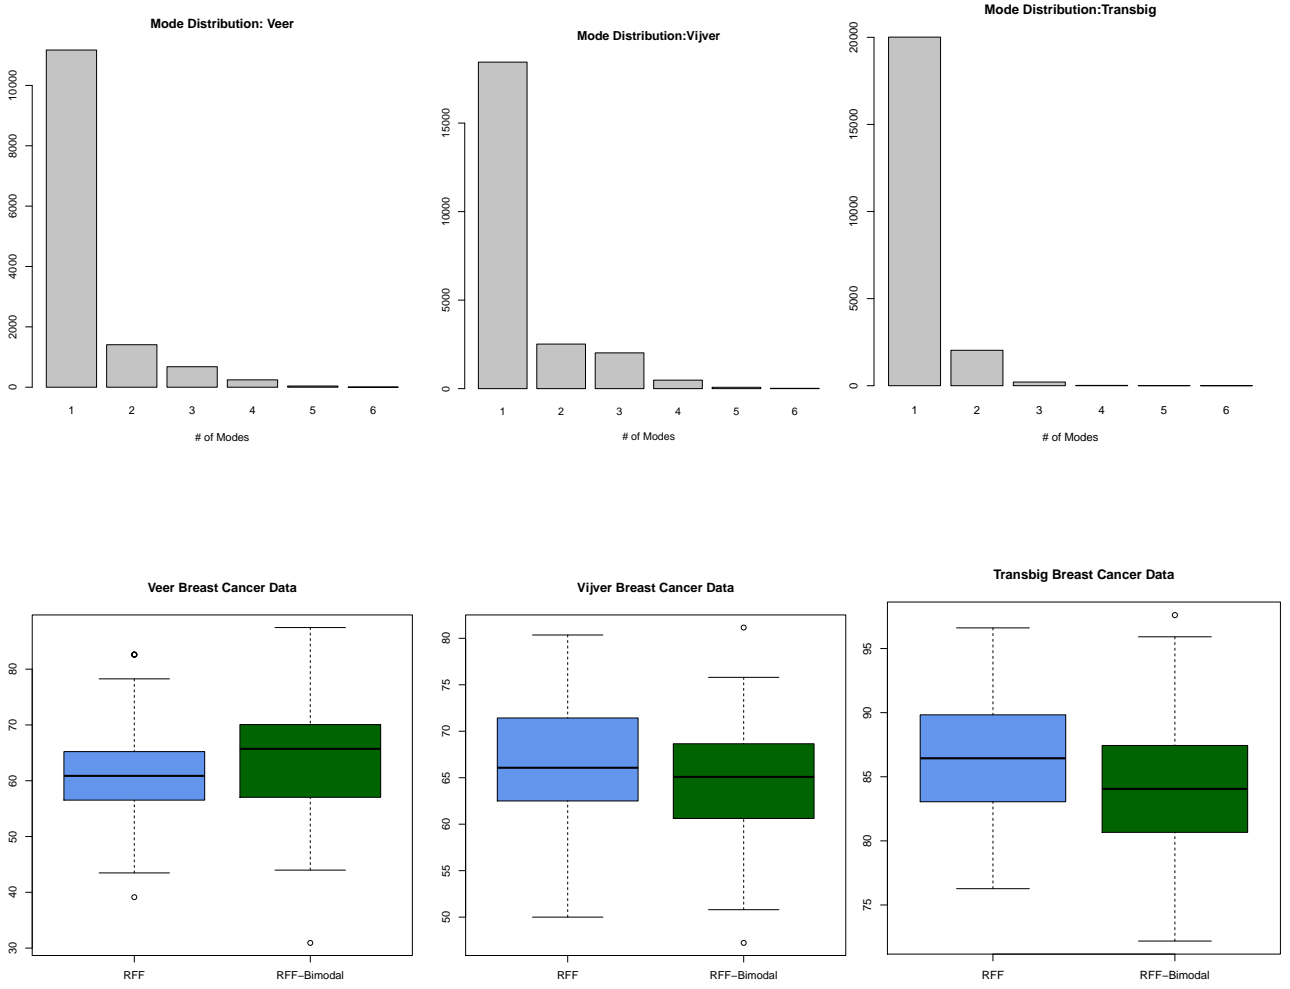 Mode Distribution: Veer
10000
8000
6000
4000
2000
0
1 2 3 4 5 6
# of Modes
Mode Distribution:Vijver
15000
10000
5000
0
1 2 3 4 5 6
# of Modes
Mode Distribution:Transbig
20000
15000
10000
5000
0
1 2 3 4 5 6
# of Modes
Veer Breast Cancer Data
80
70
60
50
40
30
RFF RFF−Bimodal
Vijver Breast Cancer Data
80
75
70
65
60
55
50
RFF RFF−Bimodal
Transbig Breast Cancer Data
95
90
85
80
75
RFF RFF−Bimodal